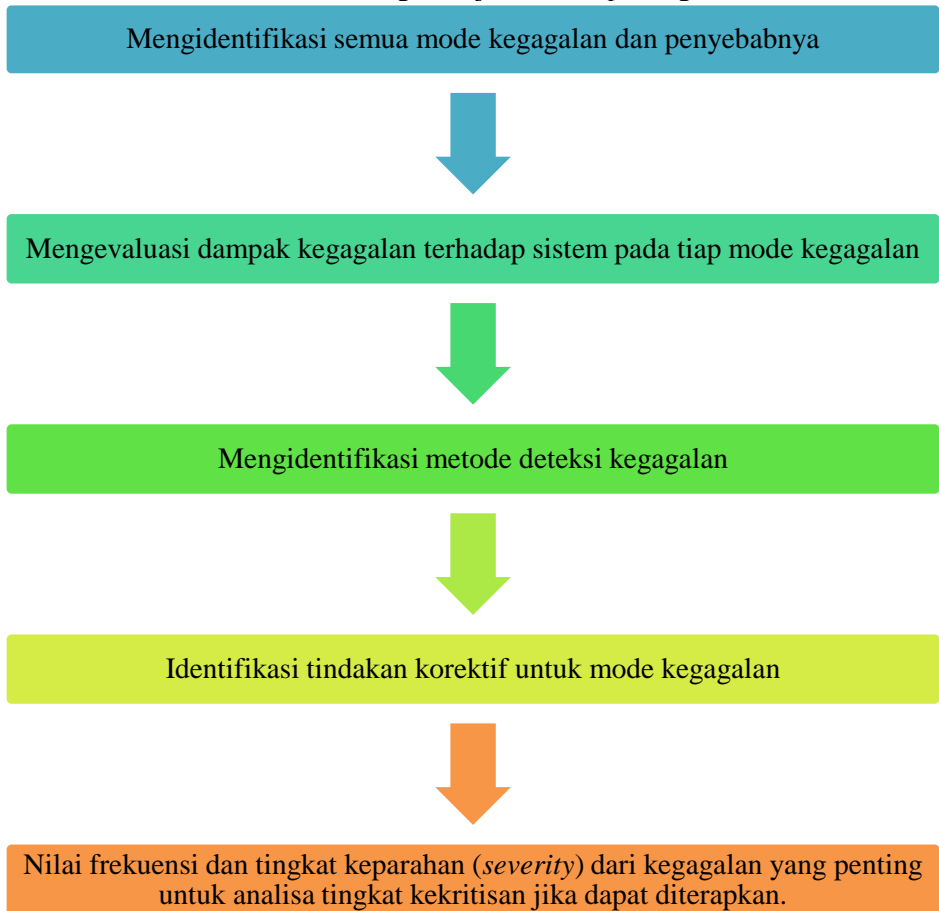 Mengidentifikasi semua mode kegagalan dan penyebabnya
Mengevaluasi dampak kegagalan terhadap sistem pada tiap mode kegagalan
Mengidentifikasi metode deteksi kegagalan
Identifikasi tindakan korektif untuk mode kegagalan
Nilai frekuensi dan tingkat keparahan (severity) dari kegagalan yang penting
untuk analisa tingkat kekritisan jika dapat diterapkan.